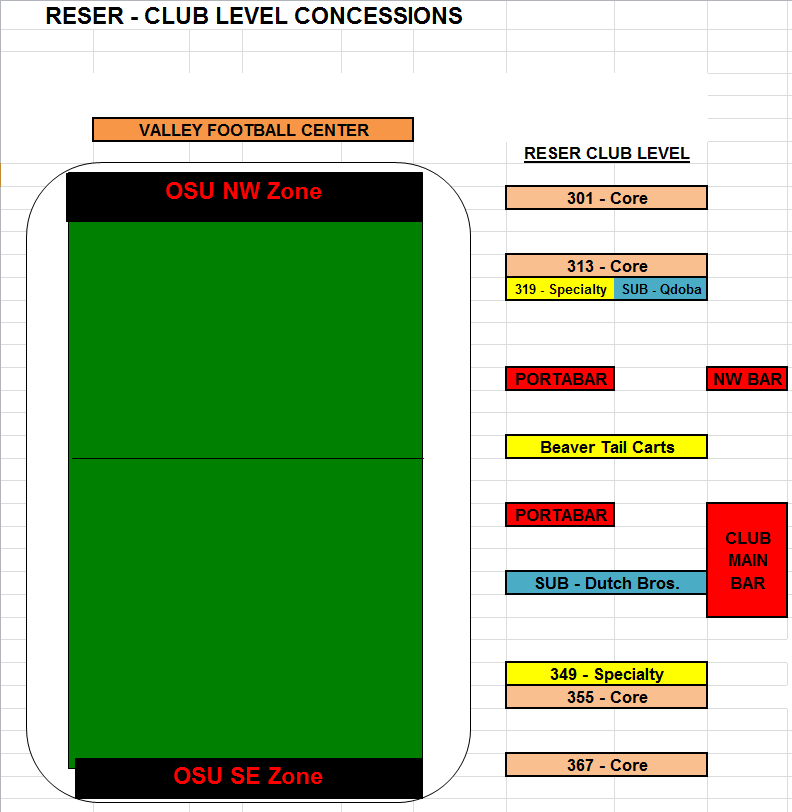 RESER - CLUB LEVEL CONCESSIONS
VALLEY FOOTBALL CENTER
RESER CLUB LEVEL
OSU NW Zone
301 - Core
313 - Core
319 - Specialty
SUB - Qdoba
PORTABAR
NW BAR
Beaver Tail Carts
PORTABAR
CLUB
MAIN
BAR
SUB - Dutch Bros.
349 - Specialty
355 - Core
367 - Core
OSU SE Zone